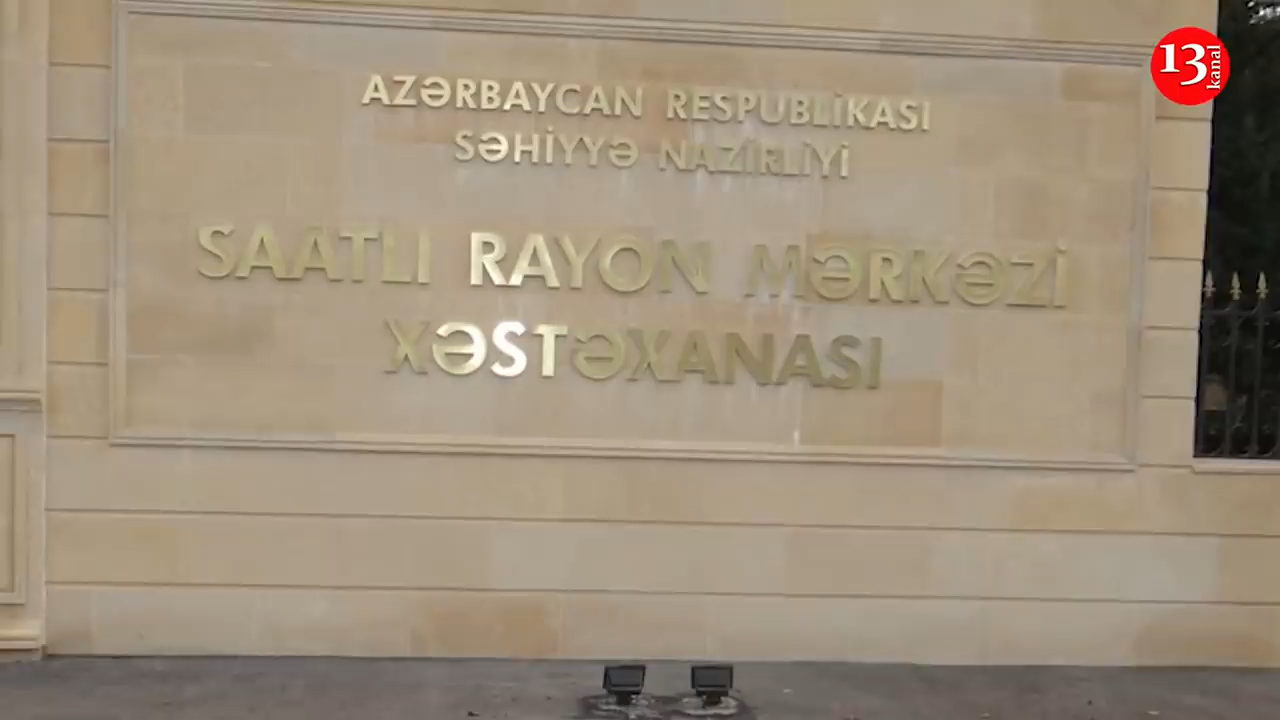 AZƏRBAYCAN RESPUBLİKASI
SƏHİYYƏ NAZİRLİYİ
SAATLI RAYON MƏRKƏZİ
XƏSTƏXANASI
13 kanal